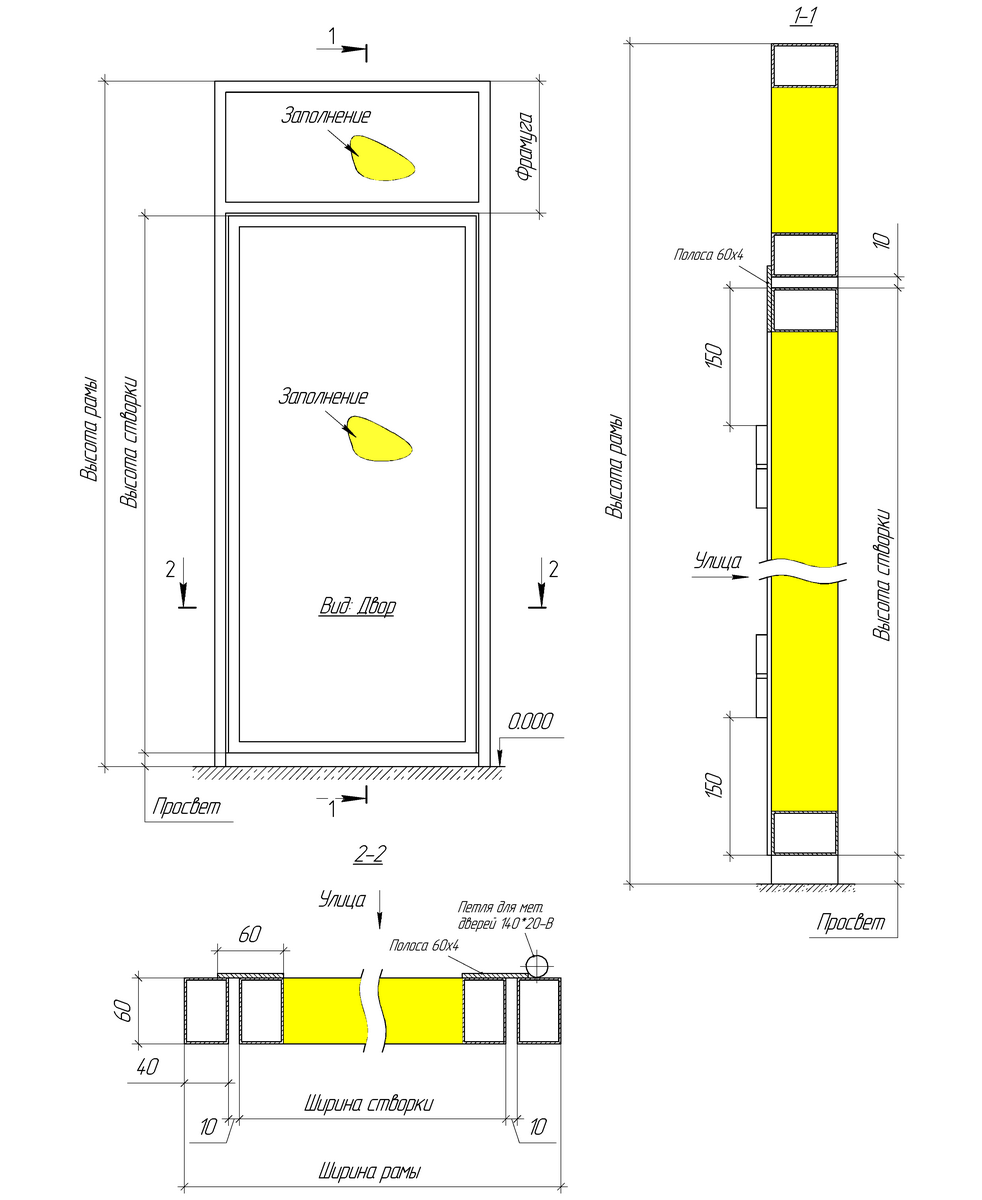 1
Заполнение
Фрамуга
Высота рамы
Высота створки
Заполнение
2
2
Вид: Двор
0.000
Просвет
1
1-1
Полоса 60х4
10
150
Высота рамы
Улица
Высота створки
150
Просвет
2-2
Улица
Петля для мет.
дверей 140*20-В
60
Полоса 60х4
60
40
Ширина створки
10
10
Ширина рамы